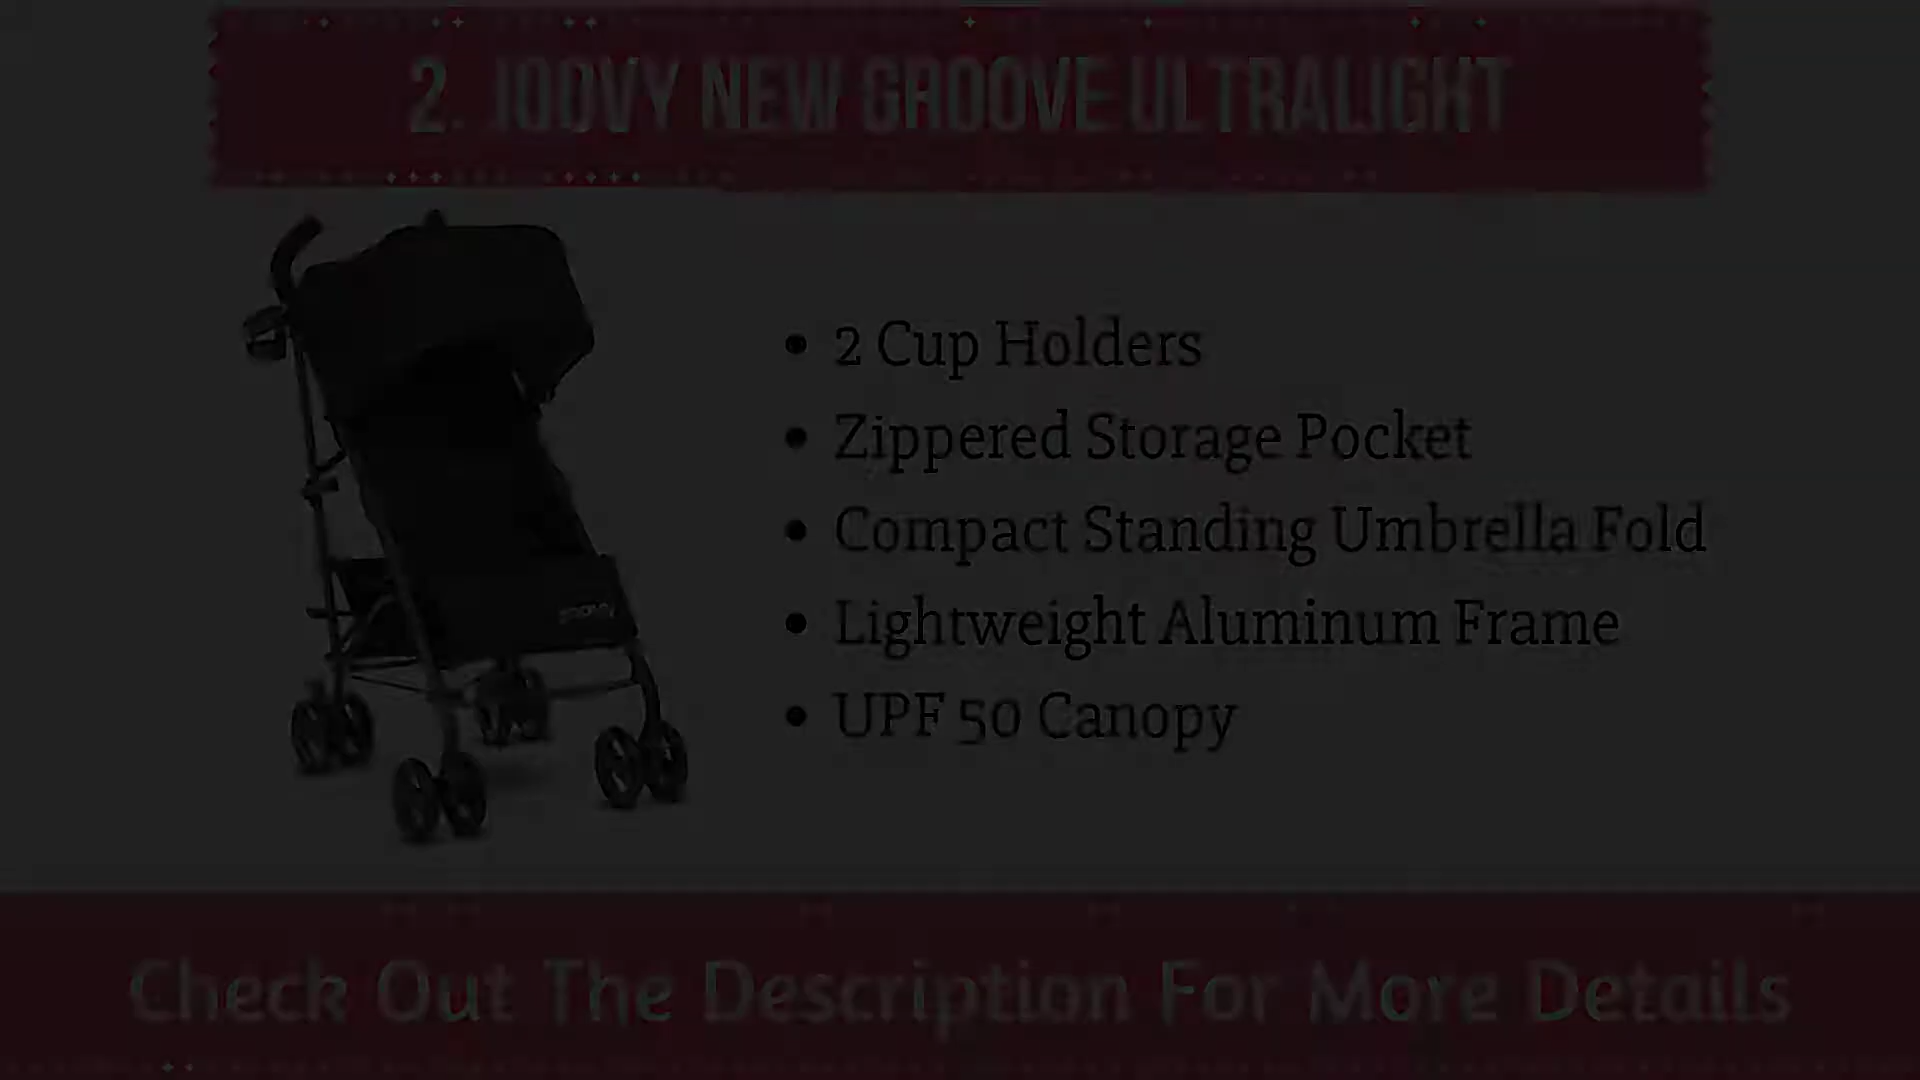 2. JOOVY NEW GROOVE ULTRALIGHT
2 Cup Holders
Zippered Storage Pocket
Compact Standing Umbrella Fold
Lightweight Aluminum Frame
UPF 50 Canopy
Check Out The Description For More Details